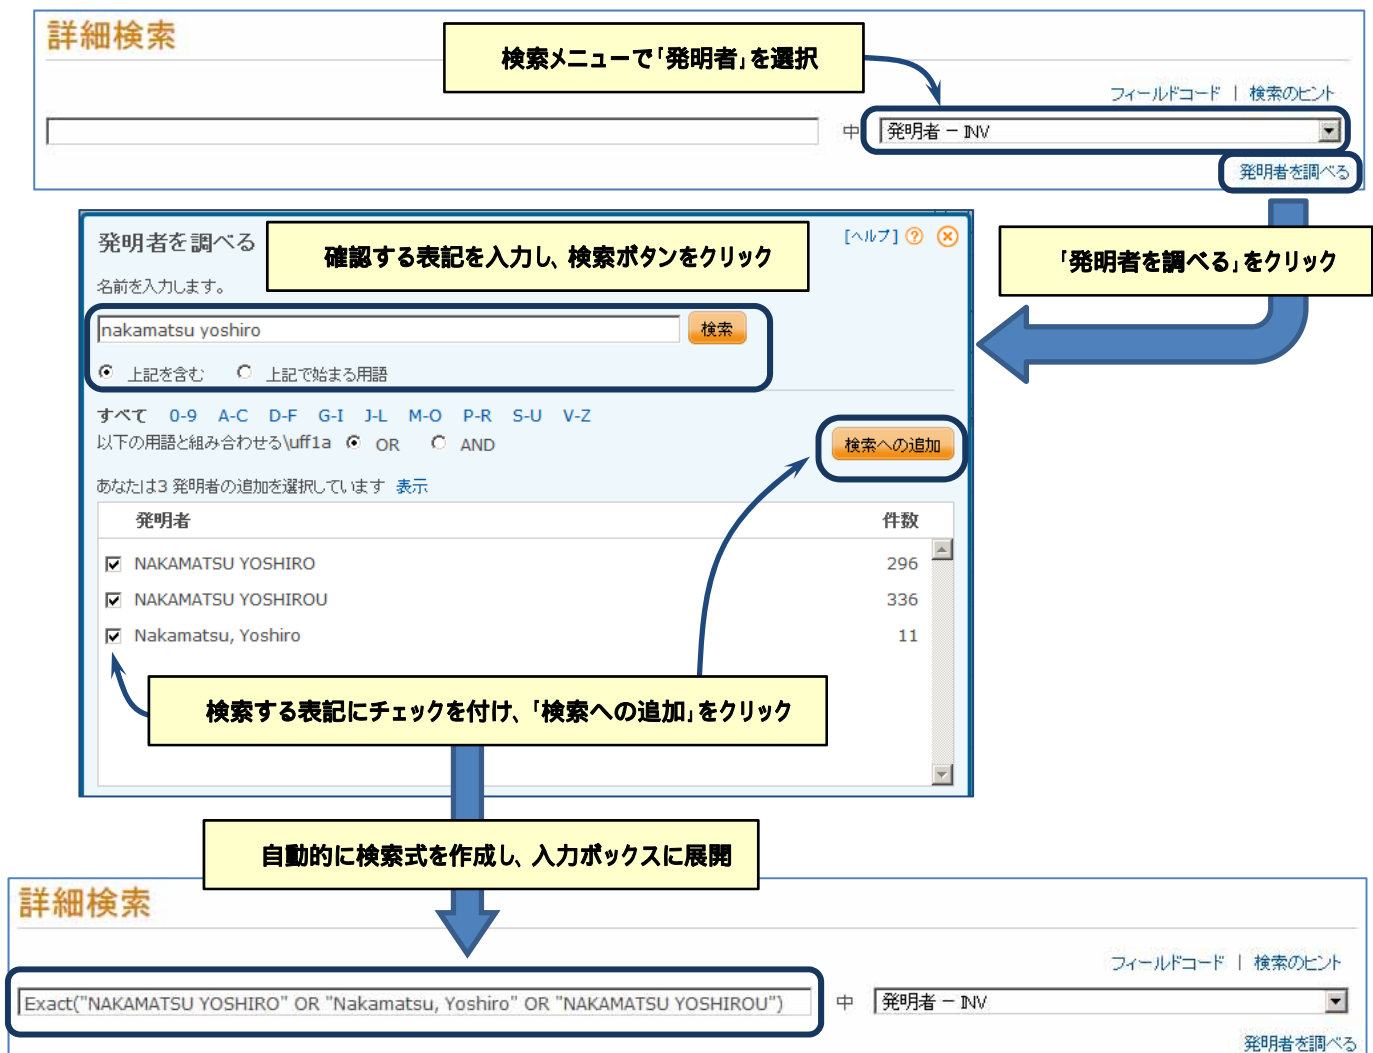 詳細検索
検索メニューで「発明者」を選択
フィールドコード | 検索のヒント
中 発明者 – INV
発明者を調べる
発明者を調べる
[ヘルプ] ?
確認する表記を入力し、検索ボタンをクリック
「発明者を調べる」をクリック
名前を入力します。
nakamatsu yoshiro 検索
上記を含む 上記で始まる用語
すべて 0-9 A-C D-F G-I J-L M-O P-R S-U V-Z
以下の用語と組み合わせる\uff1a OR AND
検索への追加
あなたは3 発明者の追加を選択しています 表示
発明者 件数
NAKAMATSU YOSHIRO 296
NAKAMATSU YOSHIROU 336
Nakamatsu, Yoshiro 11
検索する表記にチェックを付け、「検索への追加」をクリック
自動的に検索式を作成し、入力ボックスに展開
詳細検索
フィールドコード | 検索のヒント
Exact("NAKAMATSU YOSHIRO" OR "Nakamatsu, Yoshiro" OR "NAKAMATSU YOSHIROU") 中 発明者 – INV
発明者を調べる